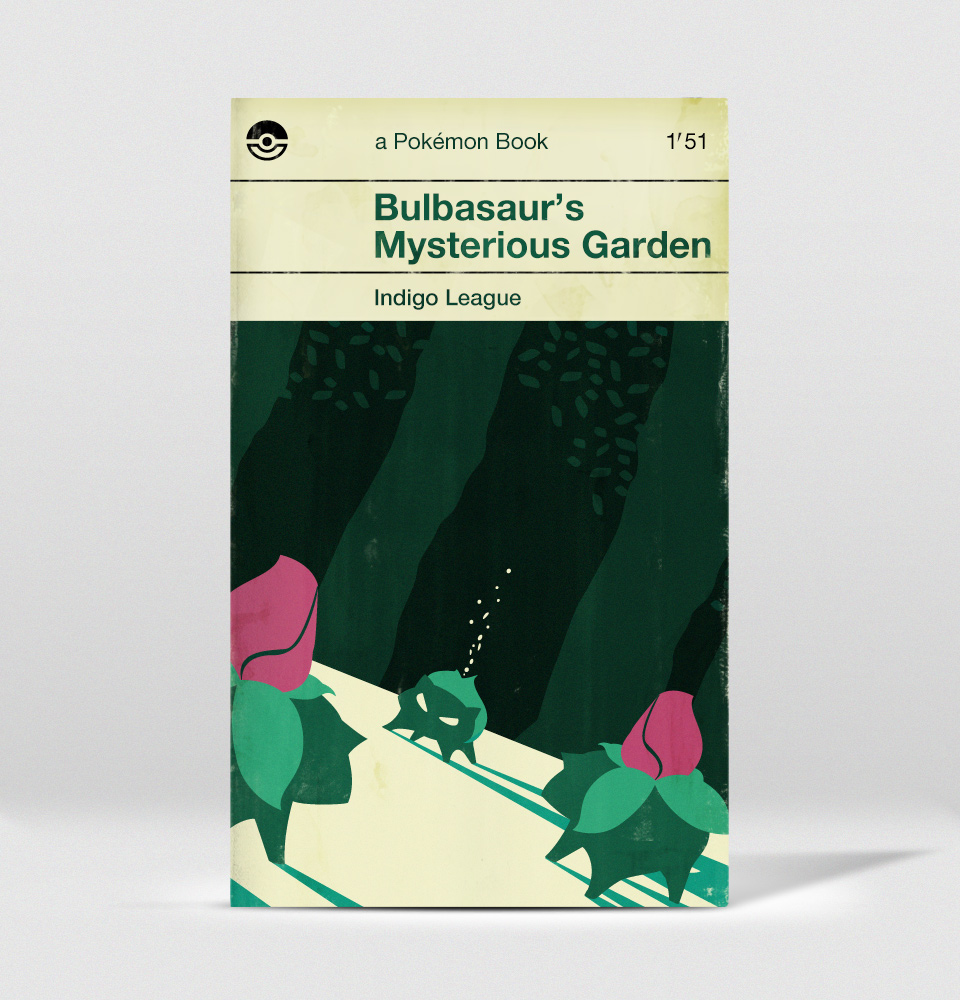 a Pokémon Book
1′51
Bulbasaur’s
Mysterious Garden
Indigo League